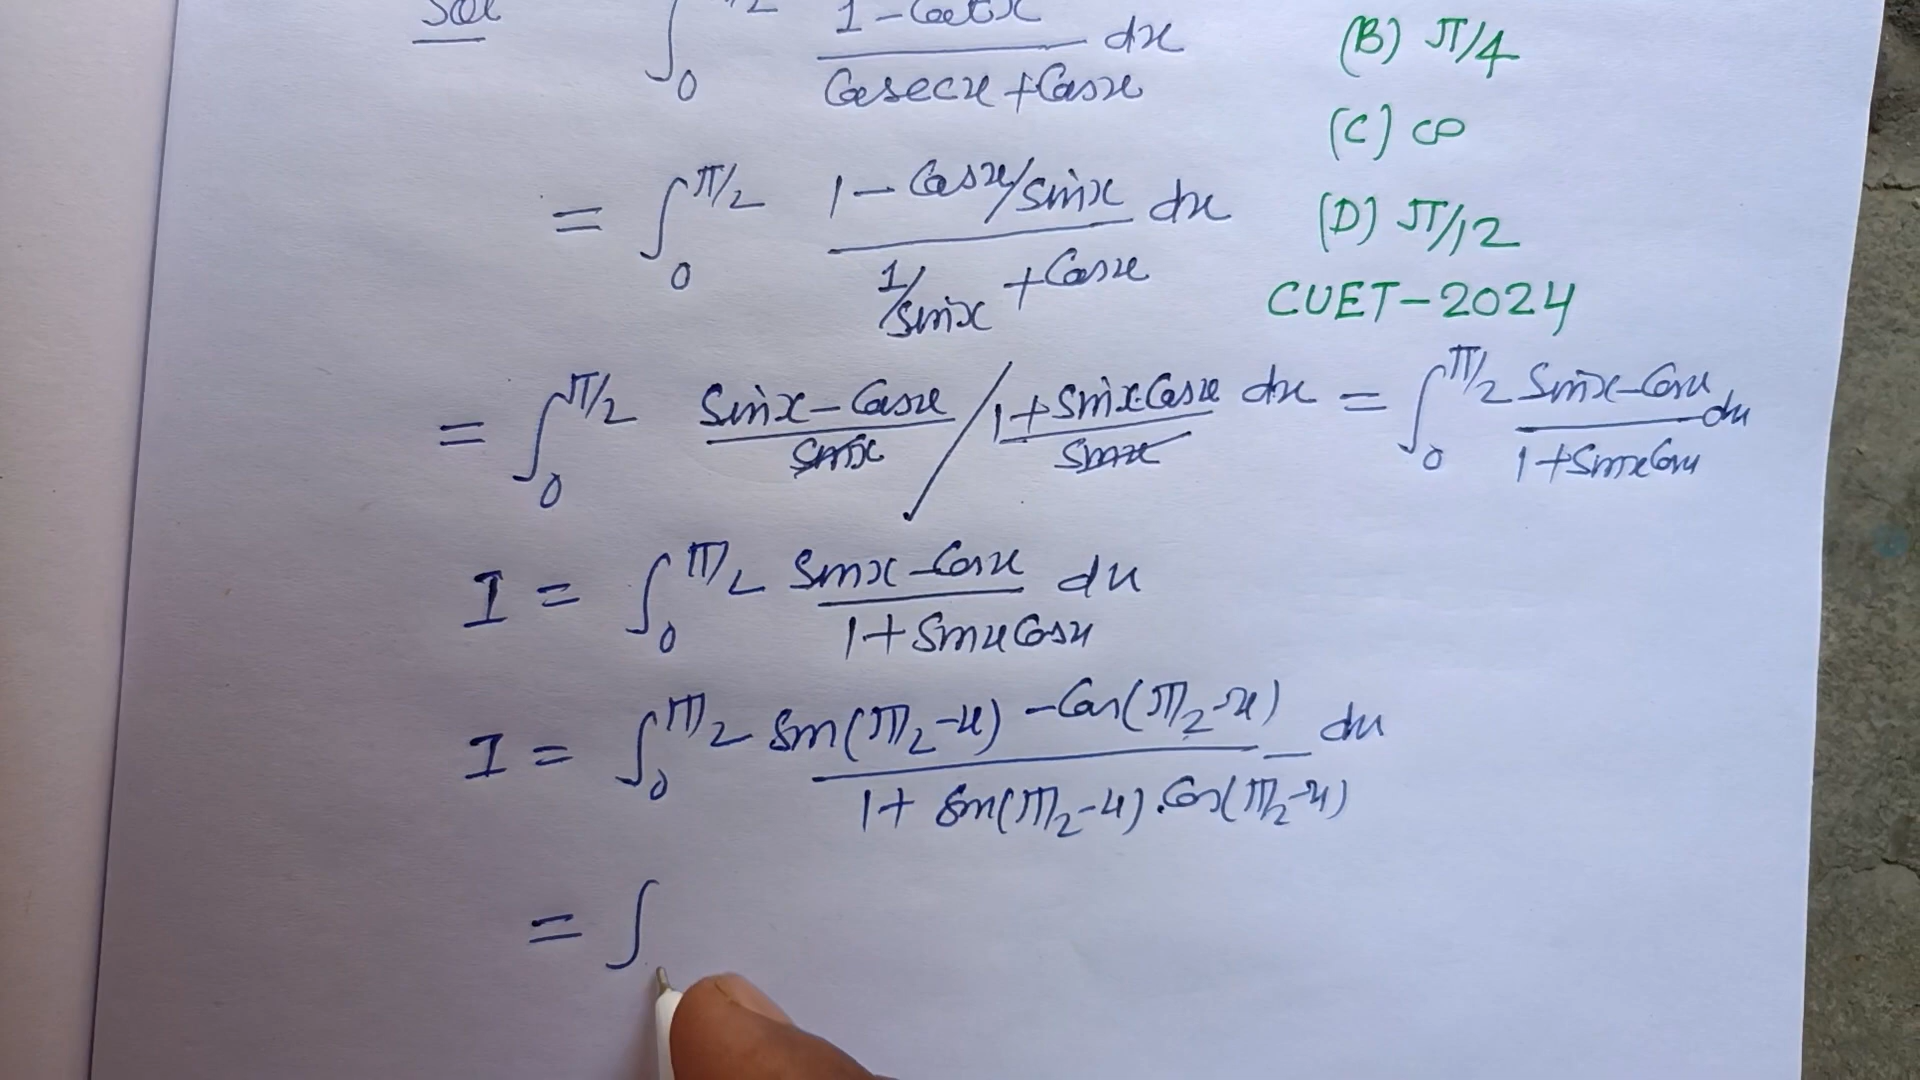 Sol ∫₀^π/2 (1-Cotx)/(Cosecx+Cosx) dx
(B) π/4
(C) ∞
= ∫₀^π/2 (1-Cosx/sinx)/(1/sinx +Cosx) dx
(D) π/12
CUET-2024
= ∫₀^π/2 (Sinx-Cosx)/sinx / (1+Sinx.Cosx)/Sinx dx = ∫₀^π/2 (Sinx-Cosx)/(1+SinxCosx) dx
I = ∫₀^π/2 (Sinx-Cosx)/(1+SinxCosx) dx
I = ∫₀^π/2 (Sin(π/2-x)-Cos(π/2-x))/(1+Sin(π/2-x).Cos(π/2-x)) dx
= ∫